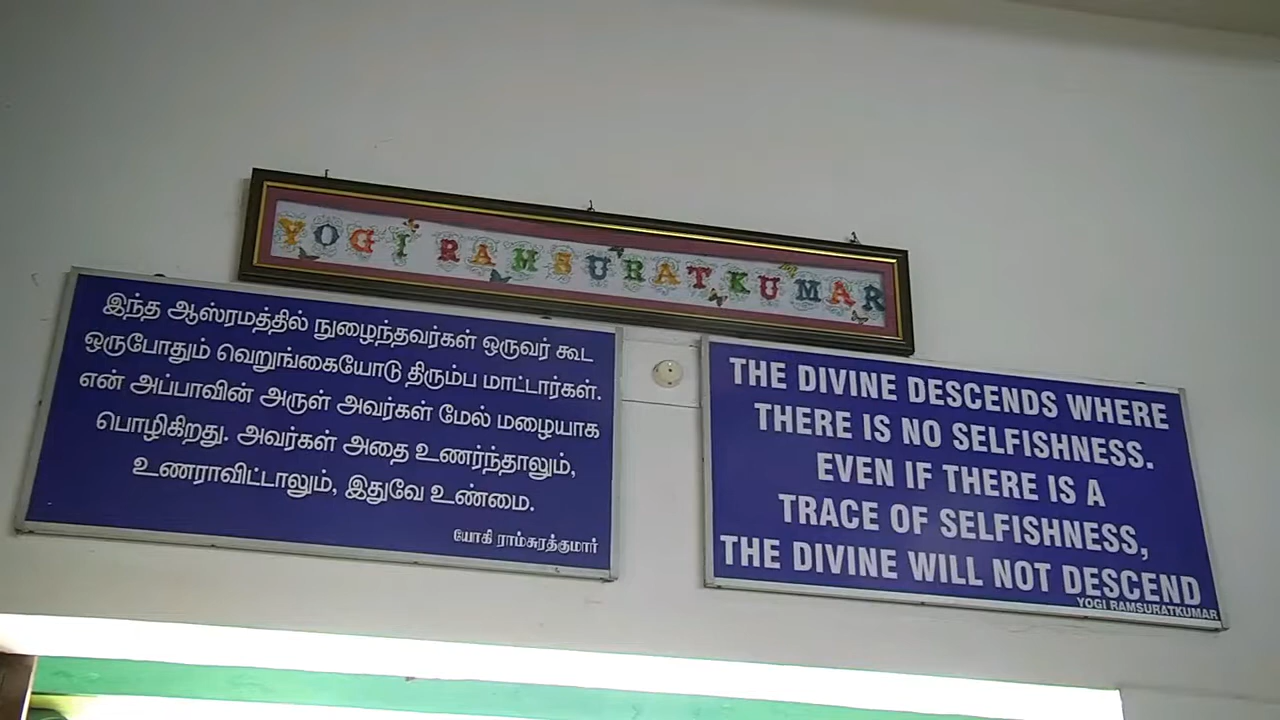 YOGI RAMSURATKUMAR
இந்த ஆஸ்ரமத்தில் நுழைந்தவர்கள் ஒருவர் கூட
ஒருபோதும் வெறுங்கையோடு திரும்ப மாட்டார்கள்.
என் அப்பாவின் அருள் அவர்கள் மேல் மழையாக
பொழிகிறது. அவர்கள் அதை உணர்ந்தாலும்,
உணராவிட்டாலும், இதுவே உண்மை.
யோகி ராம்சுரத்குமார்
THE DIVINE DESCENDS WHERE
THERE IS NO SELFISHNESS.
EVEN IF THERE IS A
TRACE OF SELFISHNESS,
THE DIVINE WILL NOT DESCEND
YOGI RAMSURATKUMAR